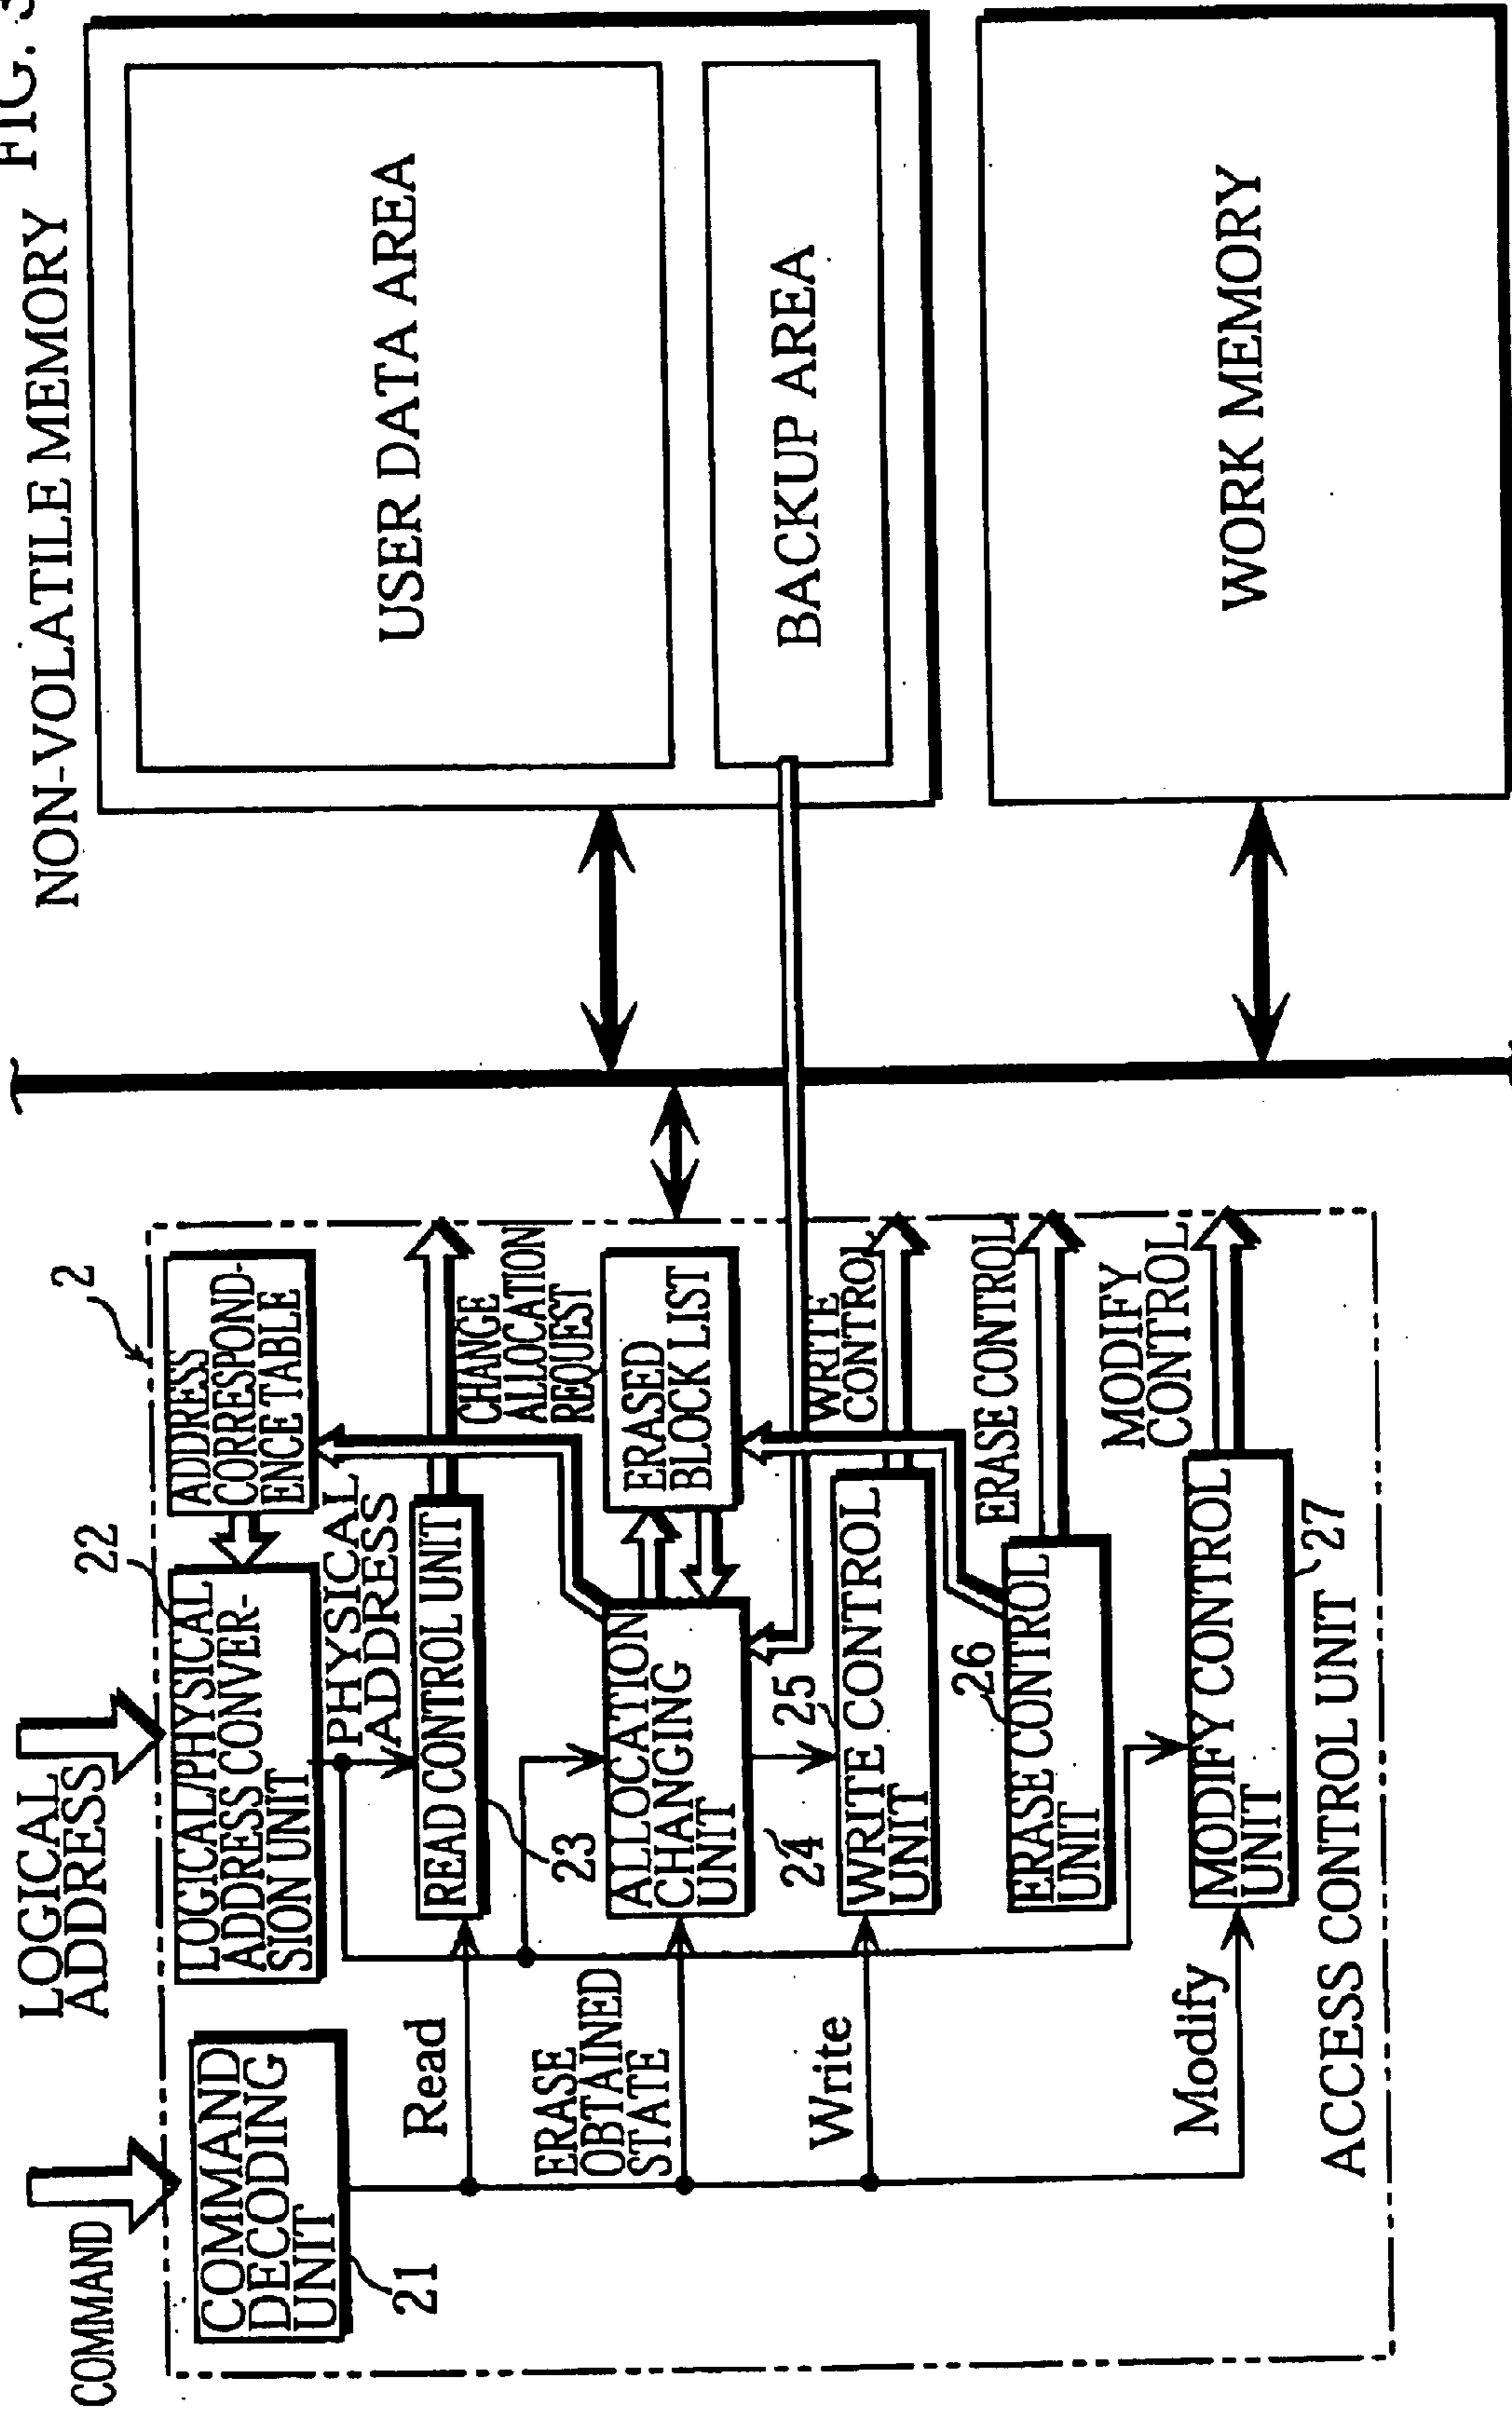 FIG. 3
NON-VOLATILE MEMORY
USER DATA AREA
BACKUP AREA
WORK MEMORY
LOGICAL
ADDRESS
COMMAND
2
22
ADDRESS
CORRESPOND-
ENCE TABLE
LOGICAL/PHYSICAL
ADDRESS CONVER-
SION UNIT
COMMAND
DECODING
UNIT
21
PHYSICAL
ADDRESS
Read
READ CONTROL UNIT
23
CHANGE
ALLOCATION
REQUEST
ERASED
BLOCK LIST
ERASE
OBTAINED
STATE
ALLOCATION
CHANGING
UNIT
24
25
WRITE
CONTROL
Write
WRITE CONTROL
UNIT
26
ERASE CONTROL
ERASE CONTROL
UNIT
MODIFY
CONTROL
Modify
MODIFY CONTROL
UNIT
27
ACCESS CONTROL UNIT